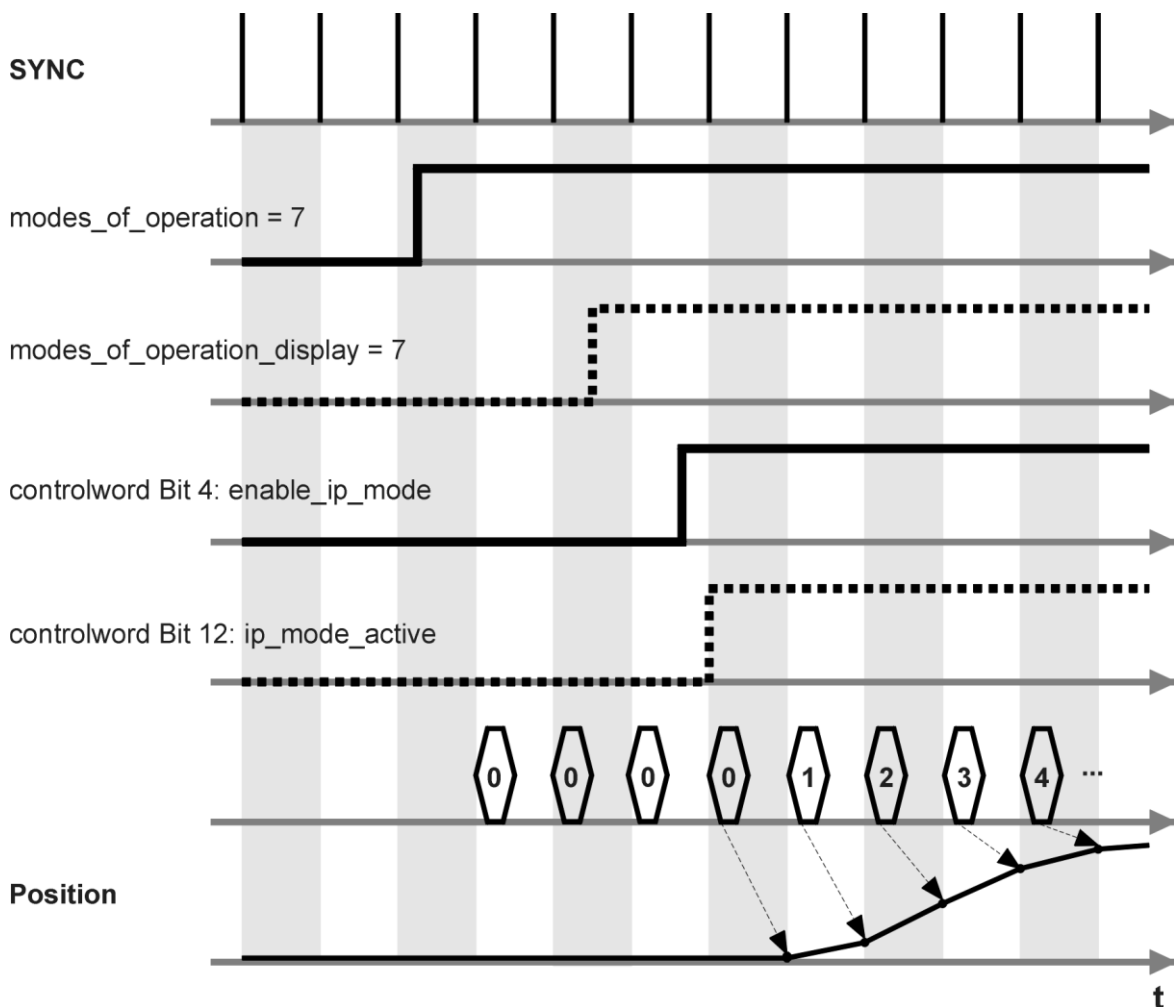 SYNC
modes_of_operation = 7
modes_of_operation_display = 7
controlword Bit 4: enable_ip_mode
controlword Bit 12: ip_mode_active
0 0 0 0 1 2 3 4 ...
Position
t